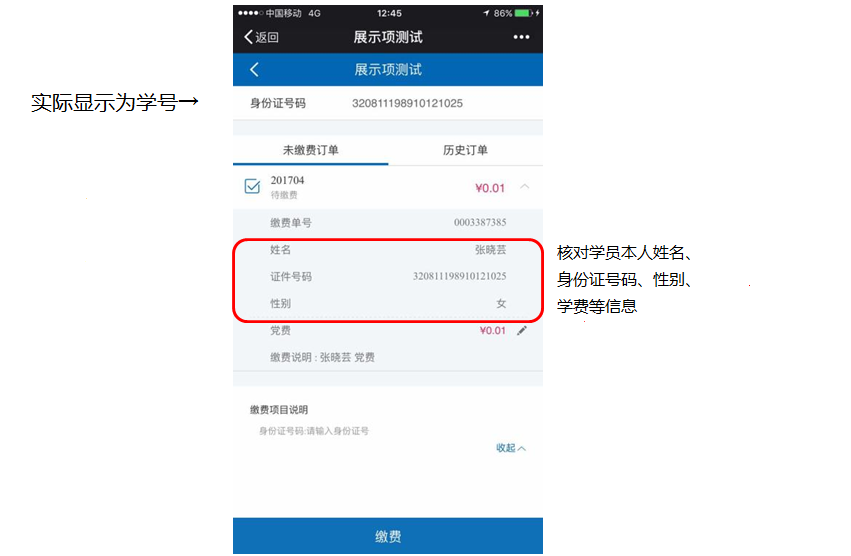 中国移动 4G 12:45 86%
返回 展示项测试
展示项测试
实际显示为学号→
身份证号码 320811198910121025
未缴费订单 历史订单
201704 ¥0.01
待缴费
缴费单号 0003387385
姓名 张晓芸
证件号码 320811198910121025
性别 女
党费 ¥0.01
缴费说明 : 张晓芸 党费
核对学员本人姓名、
身份证号码、性别、
学费等信息
缴费项目说明
身份证号码:请输入身份证号
收起
缴费